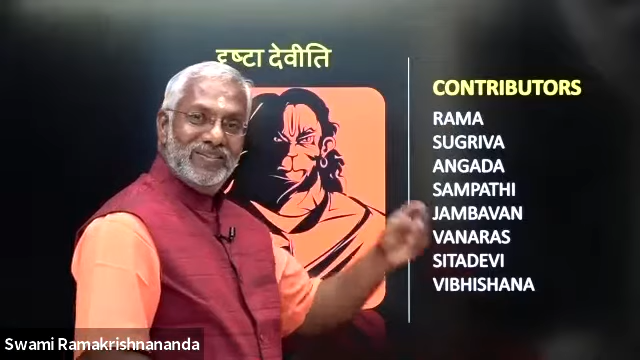 दृष्टा देवीति
CONTRIBUTORS
RAMA
SUGRIVA
ANGADA
SAMPATHI
JAMBAVAN
VANARAS
SITADEVI
VIBHISHANA
Swami Ramakrishnananda